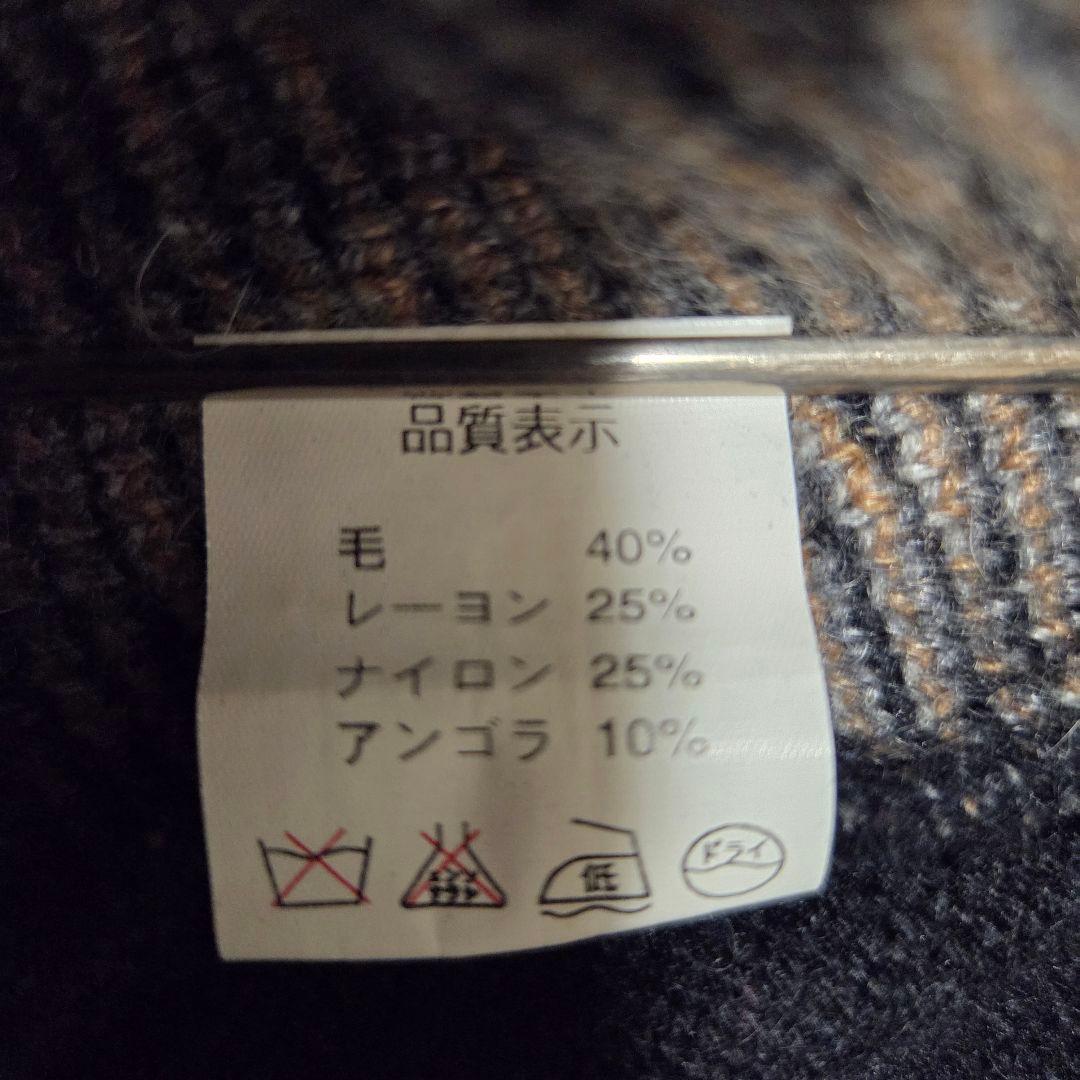 品質表示
毛 40%
レーヨン 25%
ナイロン 25%
アンゴラ 10%
低 ドライ